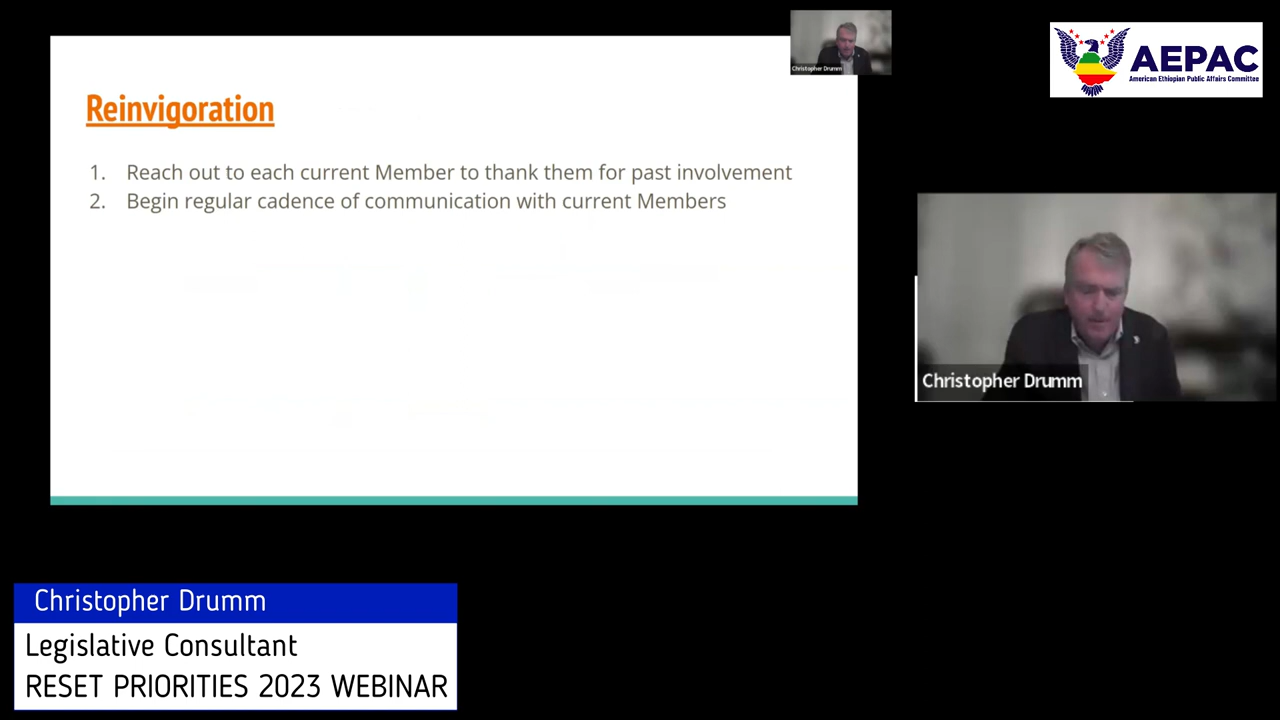 Reinvigoration
1. Reach out to each current Member to thank them for past involvement
2. Begin regular cadence of communication with current Members
Christopher Drumm
AEPAC
American Ethiopian Public Affairs Committee
Christopher Drumm
Christopher Drumm
Legislative Consultant
RESET PRIORITIES 2023 WEBINAR